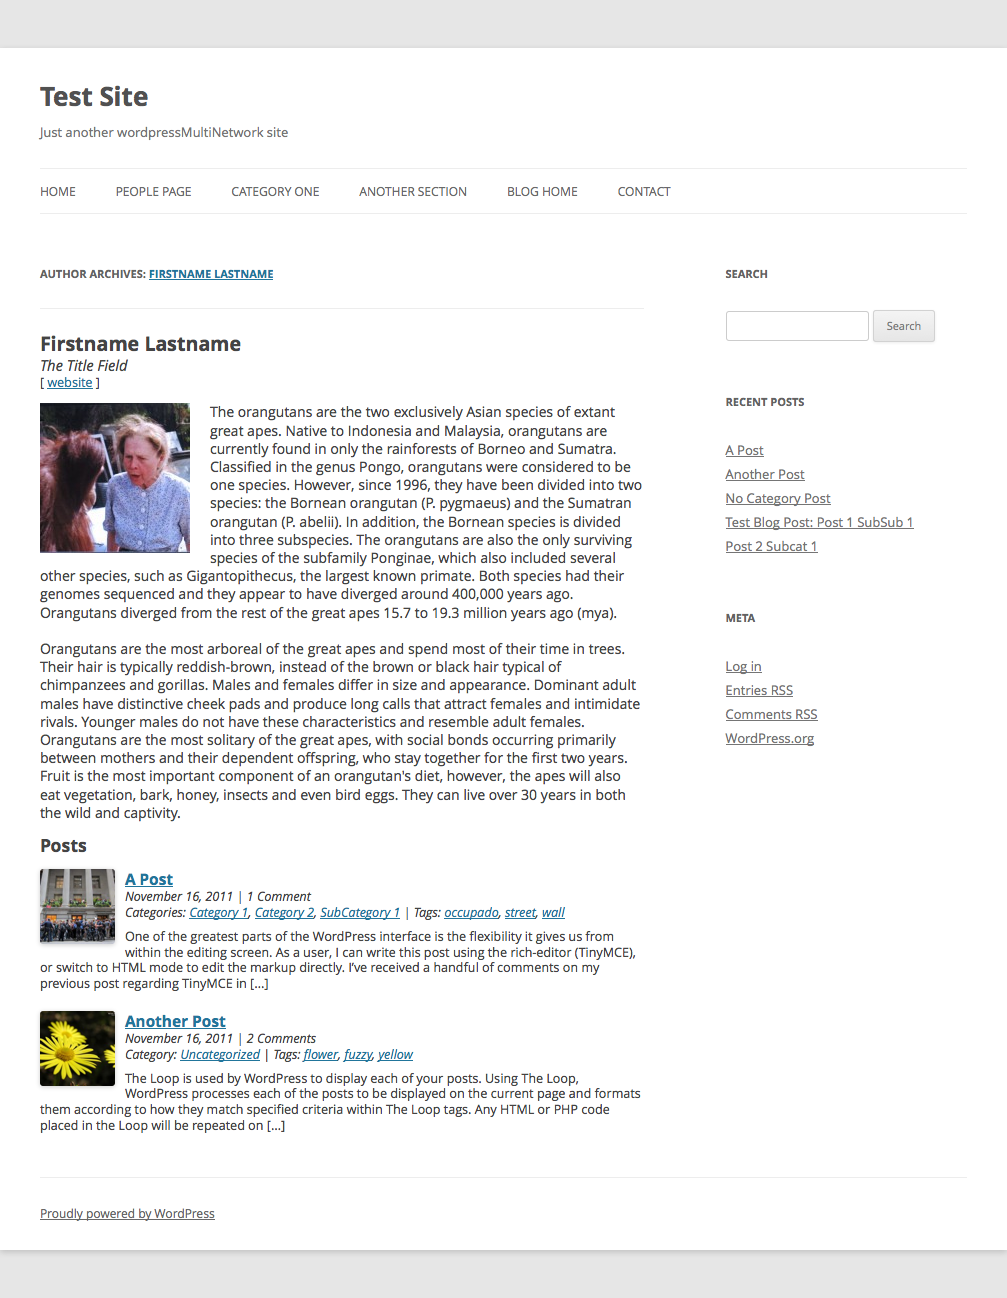 Test Site
Just another wordpressMultiNetwork site
HOME PEOPLE PAGE CATEGORY ONE ANOTHER SECTION BLOG HOME CONTACT
AUTHOR ARCHIVES: FIRSTNAME LASTNAME
Firstname Lastname
The Title Field
[ website ]
The orangutans are the two exclusively Asian species of extant
great apes. Native to Indonesia and Malaysia, orangutans are
currently found in only the rainforests of Borneo and Sumatra.
Classified in the genus Pongo, orangutans were considered to be
one species. However, since 1996, they have been divided into two
species: the Bornean orangutan (P. pygmaeus) and the Sumatran
orangutan (P. abelii). In addition, the Bornean species is divided
into three subspecies. The orangutans are also the only surviving
species of the subfamily Ponginae, which also included several
other species, such as Gigantopithecus, the largest known primate. Both species had their
genomes sequenced and they appear to have diverged around 400,000 years ago.
Orangutans diverged from the rest of the great apes 15.7 to 19.3 million years ago (mya).
Orangutans are the most arboreal of the great apes and spend most of their time in trees.
Their hair is typically reddish-brown, instead of the brown or black hair typical of
chimpanzees and gorillas. Males and females differ in size and appearance. Dominant adult
males have distinctive cheek pads and produce long calls that attract females and intimidate
rivals. Younger males do not have these characteristics and resemble adult females.
Orangutans are the most solitary of the great apes, with social bonds occurring primarily
between mothers and their dependent offspring, who stay together for the first two years.
Fruit is the most important component of an orangutan's diet, however, the apes will also
eat vegetation, bark, honey, insects and even bird eggs. They can live over 30 years in both
the wild and captivity.
Posts
A Post
November 16, 2011 | 1 Comment
Categories: Category 1, Category 2, SubCategory 1 | Tags: occupado, street, wall
One of the greatest parts of the WordPress interface is the flexibility it gives us from
within the editing screen. As a user, I can write this post using the rich-editor (TinyMCE),
or switch to HTML mode to edit the markup directly. I've received a handful of comments on my
previous post regarding TinyMCE in [...]
Another Post
November 16, 2011 | 2 Comments
Category: Uncategorized | Tags: flower, fuzzy, yellow
The Loop is used by WordPress to display each of your posts. Using The Loop,
WordPress processes each of the posts to be displayed on the current page and formats
them according to how they match specified criteria within The Loop tags. Any HTML or PHP code
placed in the Loop will be repeated on [...]
SEARCH
Search
RECENT POSTS
A Post
Another Post
No Category Post
Test Blog Post: Post 1 SubSub 1
Post 2 Subcat 1
META
Log in
Entries RSS
Comments RSS
WordPress.org
Proudly powered by WordPress